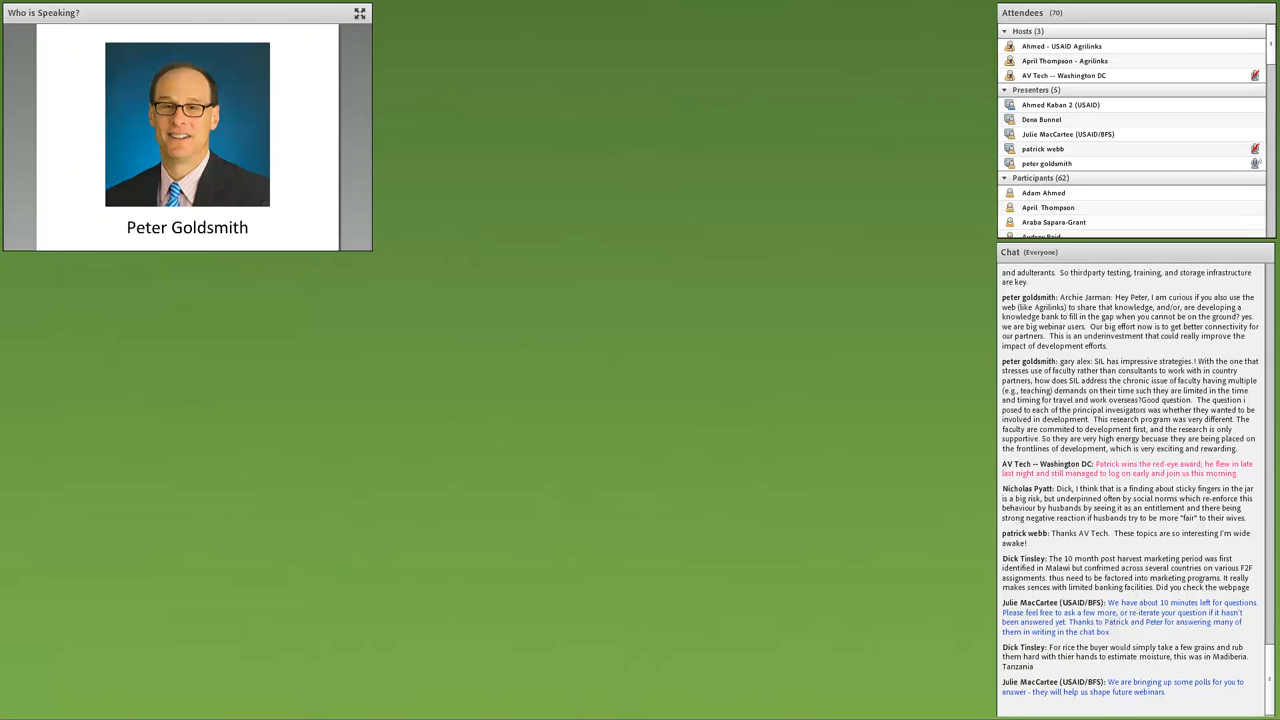 Who is Speaking?
Peter Goldsmith
Attendees (70)
Hosts (3)
Ahmed - USAID Agrilinks
April Thompson - Agrilinks
AV Tech -- Washington DC
Presenters (5)
Ahmed Kaban 2 (USAID)
Dena Bunnel
Julie MacCartee (USAID/BFS)
patrick webb
peter goldsmith
Participants (62)
Adam Ahmed
April Thompson
Araba Sapara-Grant
Chat (Everyone)
and adulterants. So thirdparty testing, training, and storage infrastructure
are key.
peter goldsmith: Archie Jarman: Hey Peter, I am curious if you also use the
web (like Agrilinks) to share that knowledge, and/or, are developing a
knowledge bank to fill in the gap when you cannot be on the ground? yes.
we are big webinar users. Our big effort now is to get better connectivity for
our partners. This is an underinvestment that could really improve the
impact of development efforts.
peter goldsmith: gary alex: SIL has impressive strategies.! With the one that
stresses use of faculty rather than consultants to work with in country
partners, how does SIL address the chronic issue of faculty having multiple
(e.g., teaching) demands on their time such they are limited in the time
and timing for travel and work overseas?Good question. The question i
posed to each of the principal invesigators was whether they wanted to be
involved in development. This research program was very different. The
faculty are commited to development first, and the research is only
supportive. So they are very high energy becuase they are being placed on
the frontlines of development, which is very exciting and rewarding.
AV Tech -- Washington DC: Patrick wins the red-eye award; he flew in late
last night and still managed to log on early and join us this morning.
Nicholas Pyatt: Dick, I think that is a finding about sticky fingers in the jar
is a big risk, but underpinned often by social norms which re-enforce this
behaviour by husbands by seeing it as an entitlement and there being
strong negative reaction if husbands try to be more "fair" to their wives.
patrick webb: Thanks AV Tech. These topics are so interesting I'm wide
awake!
Dick Tinsley: The 10 month post harvest marketing period was first
identified in Malawi but confrimed across several countries on various F2F
assignments. thus need to be factored into marketing programs. It really
makes sences with limited banking facilities. Did you check the webpage
Julie MacCartee (USAID/BFS): We have about 10 minutes left for questions.
Please feel free to ask a few more, or re-iterate your question if it hasn't
been answered yet. Thanks to Patrick and Peter for answering many of
them in writing in the chat box
Dick Tinsley: For rice the buyer would simply take a few grains and rub
them hard with thier hands to estimate moisture, this was in Madiberia.
Tanzania
Julie MacCartee (USAID/BFS): We are bringing up some polls for you to
answer - they will help us shape future webinars